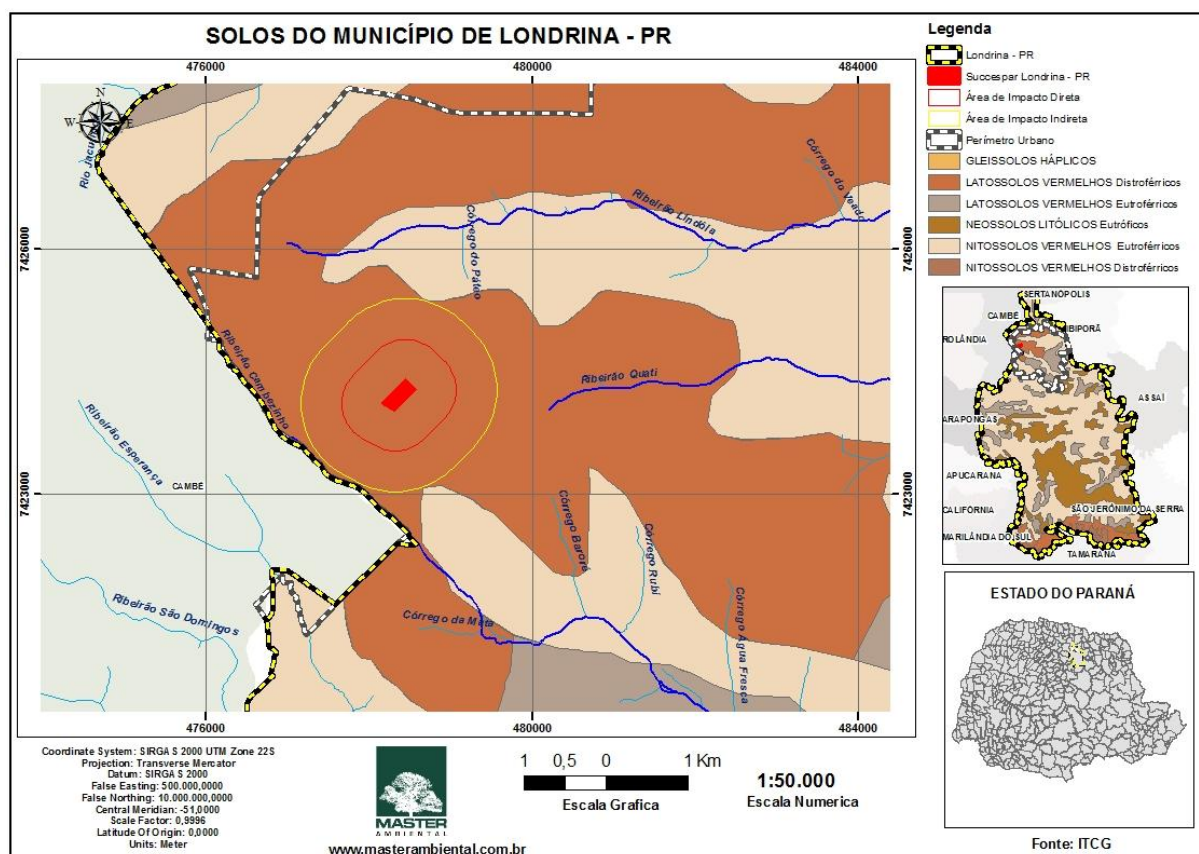 SOLOS DO MUNICÍPIO DE LONDRINA - PR
476000
480000
484000
N
W
E
Rio Jacu
7426000
7426000
Ribeirão Lindóia
Córrego do Veado
Córrego do Páteo
Ribeirão Cambezinho
Ribeirão Quati
Ribeirão Esperança
CAMBÉ
7423000
7423000
Córrego Barore
Córrego Rubi
Ribeirão São Domingos
Córrego da Mata
Córrego Água Fresca
476000
480000
484000
Legenda
Londrina - PR
Succespar Londrina - PR
Área de Impacto Direta
Área de Impacto Indireta
Perímetro Urbano
GLEISSOLOS HÁPLICOS
LATOSSOLOS VERMELHOS Distroférricos
LATOSSOLOS VERMELHOS Eutroférricos
NEOSSOLOS LITÓLICOS Eutróficos
NITOSSOLOS VERMELHOS Eutroférricos
NITOSSOLOS VERMELHOS Distroférricos
SERTANÓPOLIS
CAMBÉ
IBIPORÃ
ROLÂNDIA
ASSAÍ
ARAPONGAS
APUCARANA
CALIFÓRNIA
SÃO JERÔNIMO DA SERRA
MARILÂNDIA DO SUL
TAMARANA
ESTADO DO PARANÁ
Fonte: ITCG
Coordinate System: SIRGAS 2000 UTM Zone 22S
Projection: Transverse Mercator
Datum: SIRGAS 2000
False Easting: 500.000,0000
False Northing: 10.000.000,0000
Central Meridian: -51,0000
Scale Factor: 0,9996
Latitude Of Origin: 0,0000
Units: Meter
MASTER
AMBIENTAL
www.masterambiental.com.br
1 0,5 0 1 Km
Escala Grafica
1:50.000
Escala Numerica